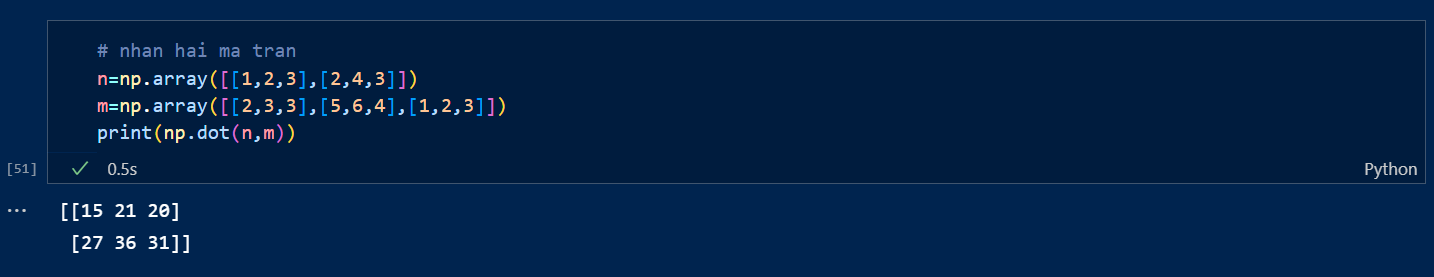 # nhan hai ma tran
n=np.array([[1,2,3],[2,4,3]])
m=np.array([[2,3,3],[5,6,4],[1,2,3]])
print(np.dot(n,m))
[51] ✓ 0.5s Python
... [[15 21 20]
[27 36 31]]